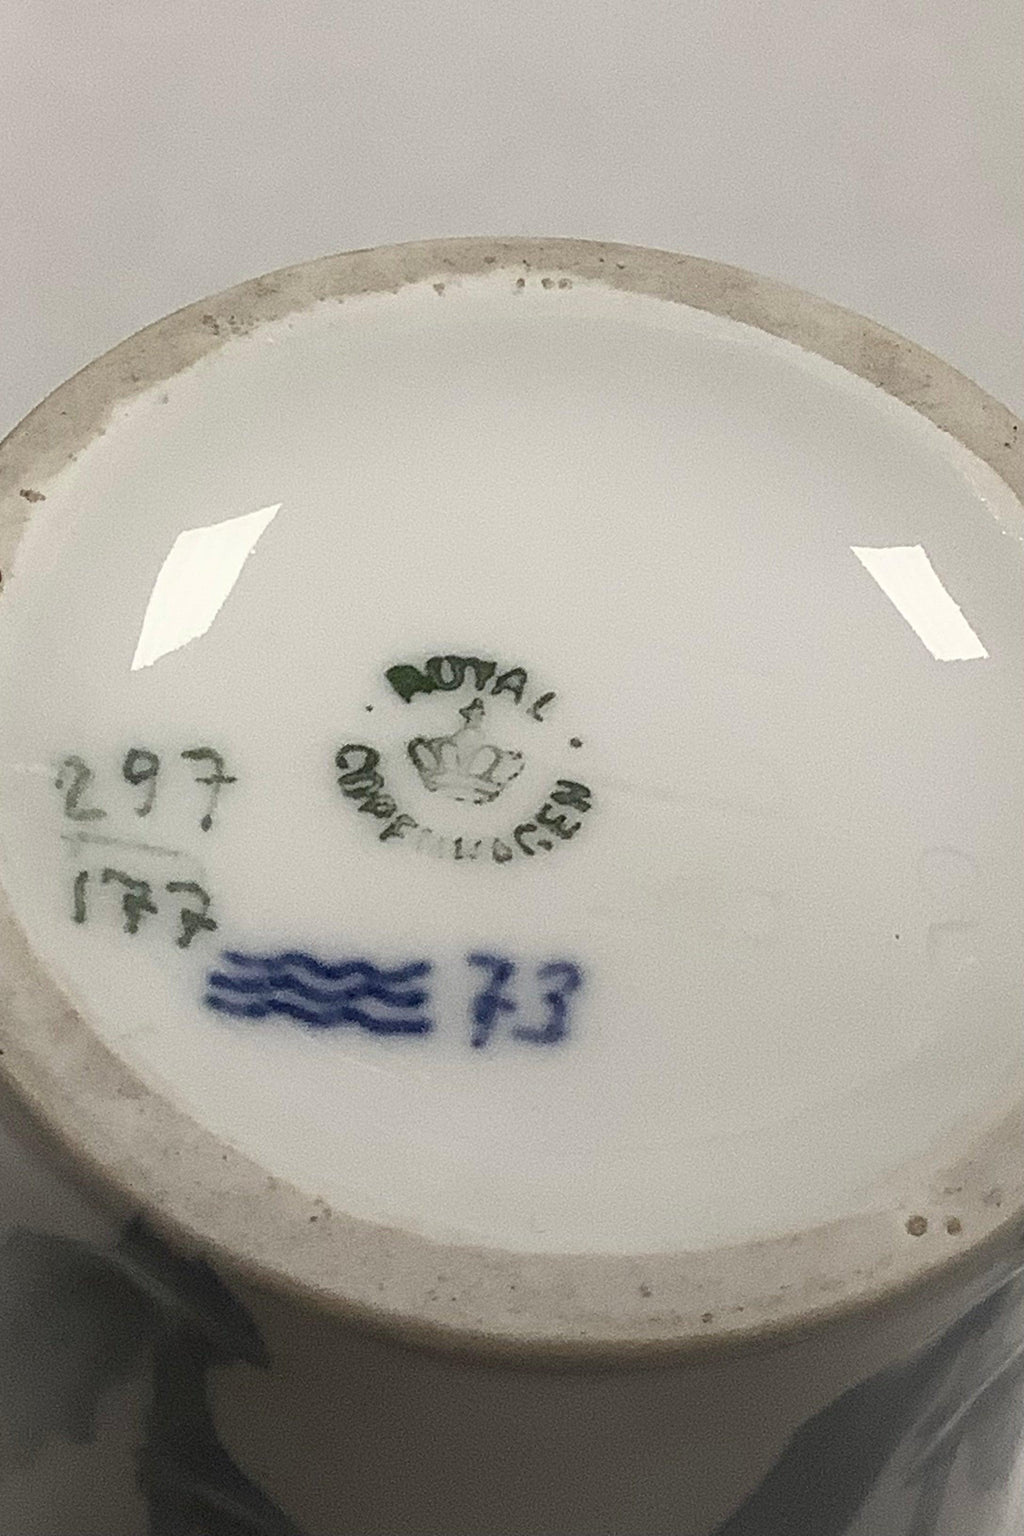 ROYAL
COPENHAGEN
297
177
73